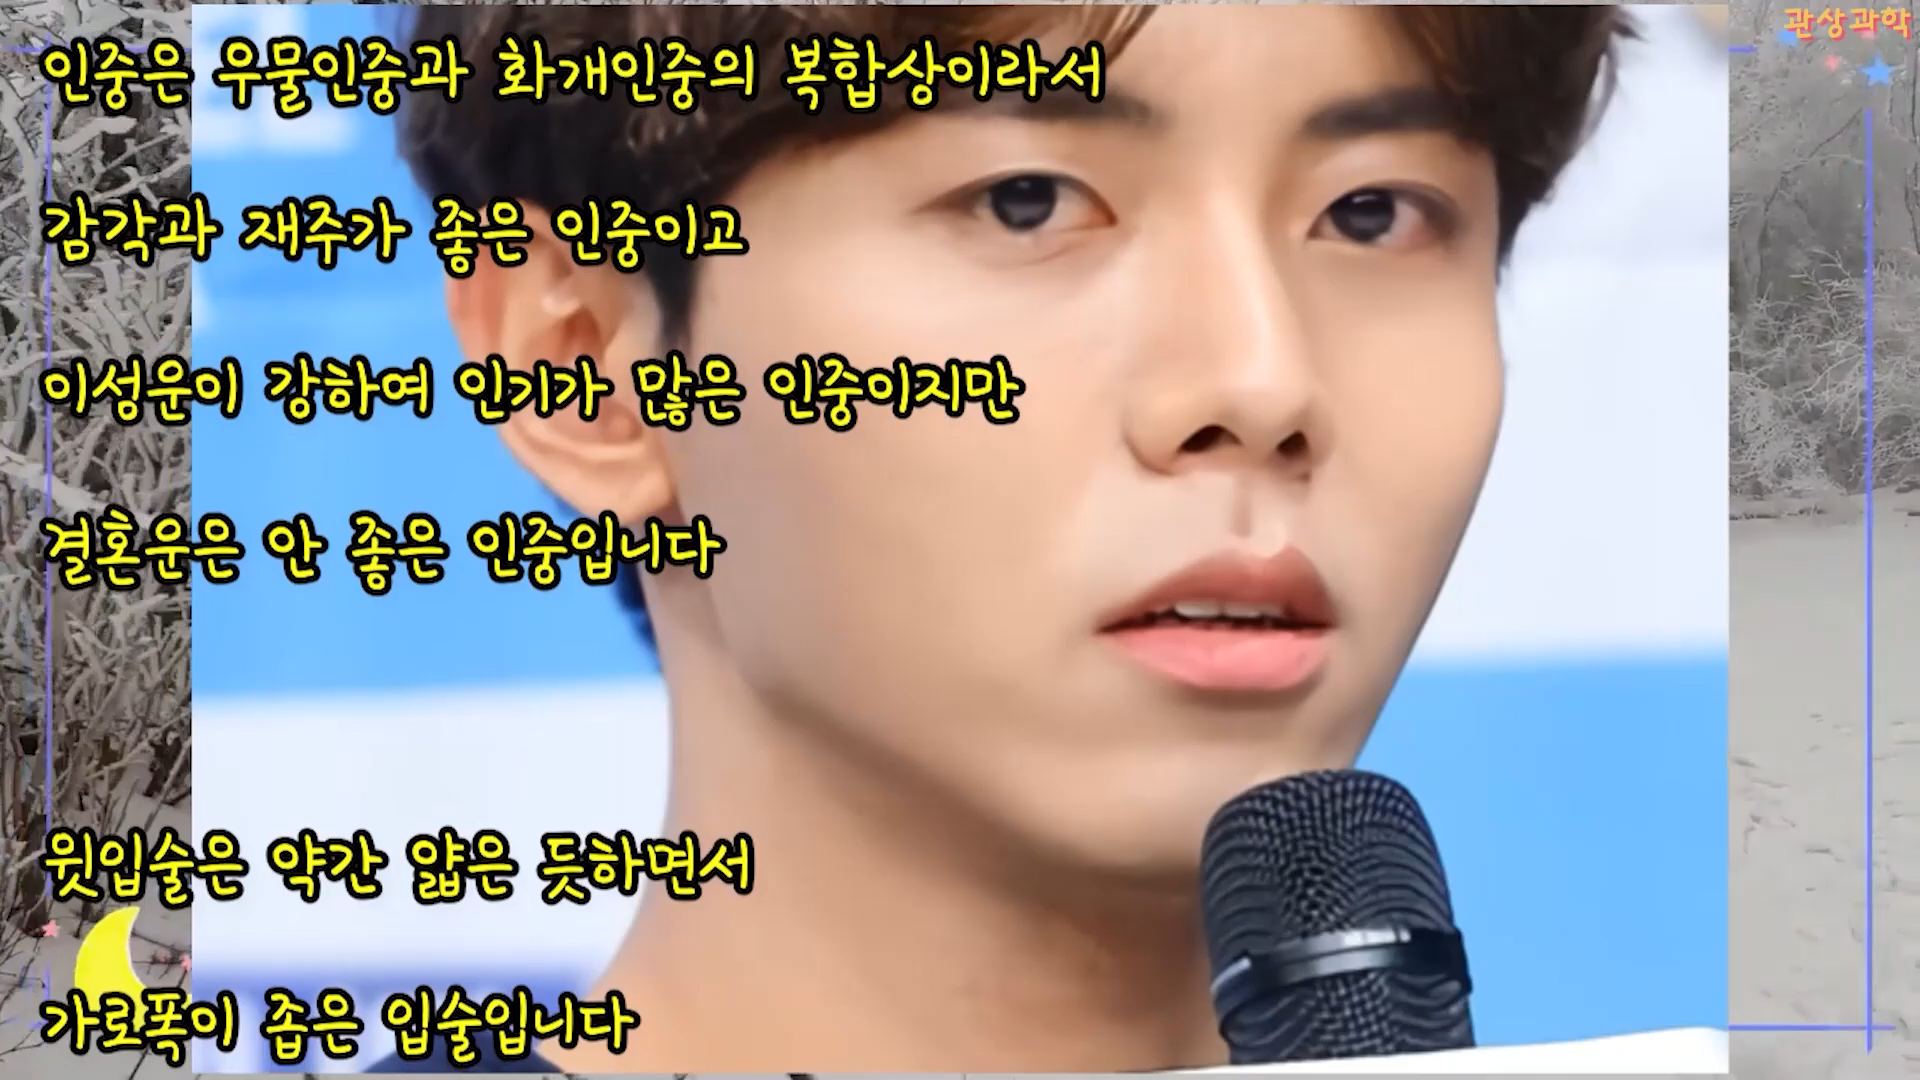 관상과학
인중은 우물인중과 화개인중의 복합상이라서
감각과 재주가 좋은 인중이고
이성운이 강하여 인기가 많은 인중이지만
결혼운은 안 좋은 인중입니다
윗입술은 약간 얇은 듯하면서
가로폭이 좁은 입술입니다